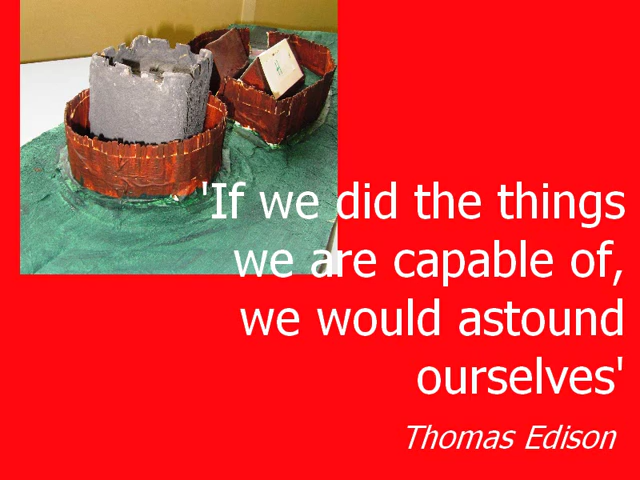 'If we did the things
we are capable of,
we would astound
ourselves'
Thomas Edison